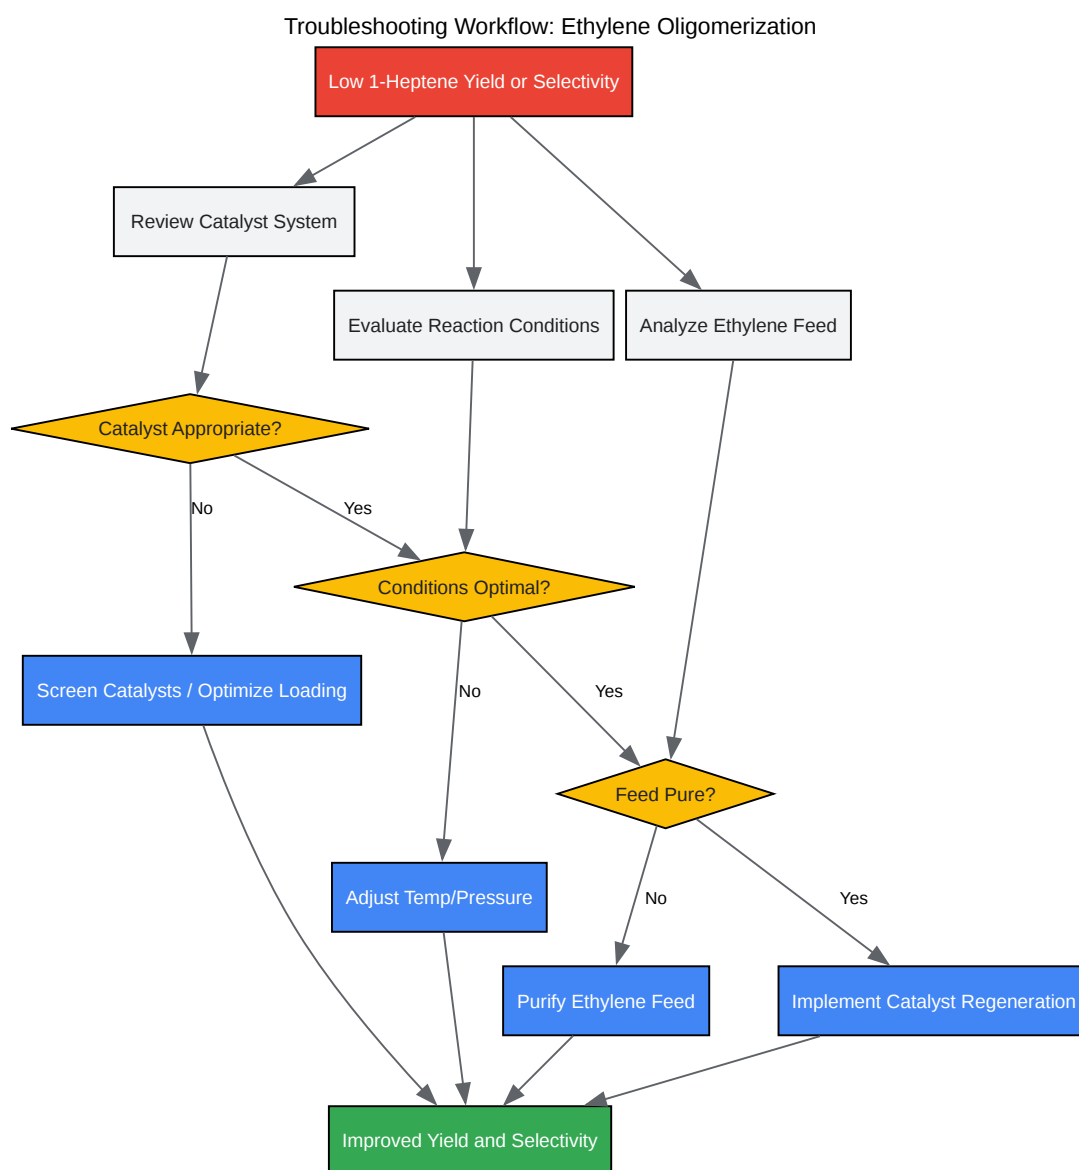 Troubleshooting Workflow: Ethylene Oligomerization
Low 1-Heptene Yield or Selectivity
Review Catalyst System
Evaluate Reaction Conditions
Analyze Ethylene Feed
Catalyst Appropriate?
No
Yes
Conditions Optimal?
Screen Catalysts / Optimize Loading
No
Yes
Feed Pure?
Adjust Temp/Pressure
No
Yes
Purify Ethylene Feed
Implement Catalyst Regeneration
Improved Yield and Selectivity